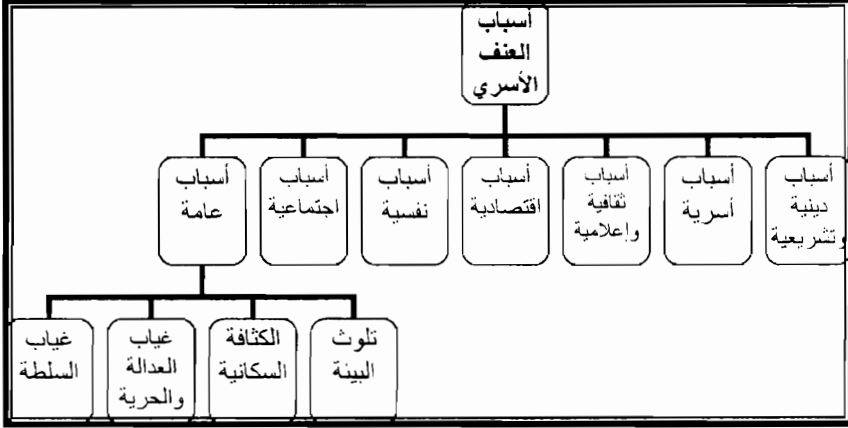 أسباب
العنف
الأسري
أسباب
دينية
وتشريعية
أسباب
أسرية
أسباب
ثقافية
وإعلامية
أسباب
اقتصادية
أسباب
نفسية
أسباب
اجتماعية
أسباب
عامة
تلوث
البيئة
الكثافة
السكانية
غياب
العدالة
والحرية
غياب
السلطة